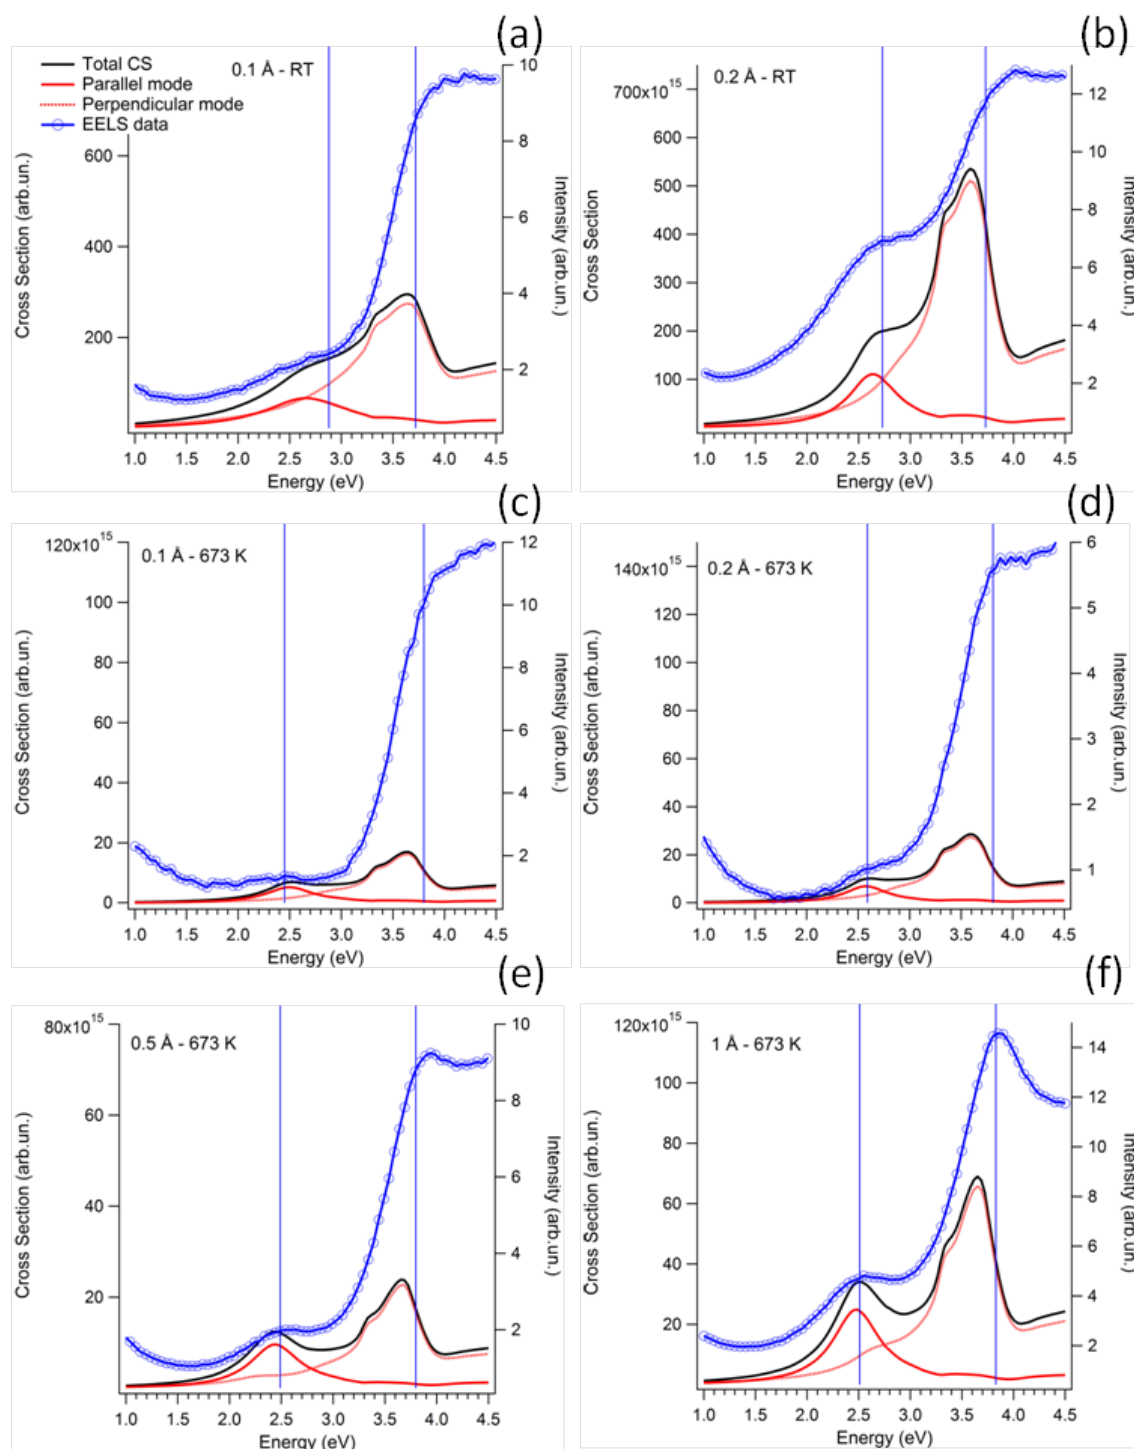 (a)
Total CS
Parallel mode
Perpendicular mode
EELS data
0.1 Å - RT
600
400
200
Cross Section (arb.un.)
10
8
6
4
2
Intensity (arb.un.)
1.0 1.5 2.0 2.5 3.0 3.5 4.0 4.5
Energy (eV)
(b)
0.2 Å - RT
700x10^15
600
500
400
300
200
100
Cross Section
12
10
8
6
4
2
Intensity (arb.un.)
1.0 1.5 2.0 2.5 3.0 3.5 4.0 4.5
Energy (eV)
(c)
0.1 Å - 673 K
120x10^15
100
80
60
40
20
0
Cross Section (arb.un.)
12
10
8
6
4
2
Intensity (arb.un.)
1.0 1.5 2.0 2.5 3.0 3.5 4.0 4.5
Energy (eV)
(d)
0.2 Å - 673 K
140x10^15
120
100
80
60
40
20
0
Cross Section (arb.un.)
6
5
4
3
2
1
Intensity (arb.un.)
1.0 1.5 2.0 2.5 3.0 3.5 4.0 4.5
Energy (eV)
(e)
0.5 Å - 673 K
80x10^15
60
40
20
Cross Section (arb.un.)
10
8
6
4
2
Intensity (arb.un.)
1.0 1.5 2.0 2.5 3.0 3.5 4.0 4.5
Energy (eV)
(f)
1 Å - 673 K
120x10^15
100
80
60
40
20
Cross Section (arb.un.)
14
12
10
8
6
4
2
Intensity (arb.un.)
1.0 1.5 2.0 2.5 3.0 3.5 4.0 4.5
Energy (eV)